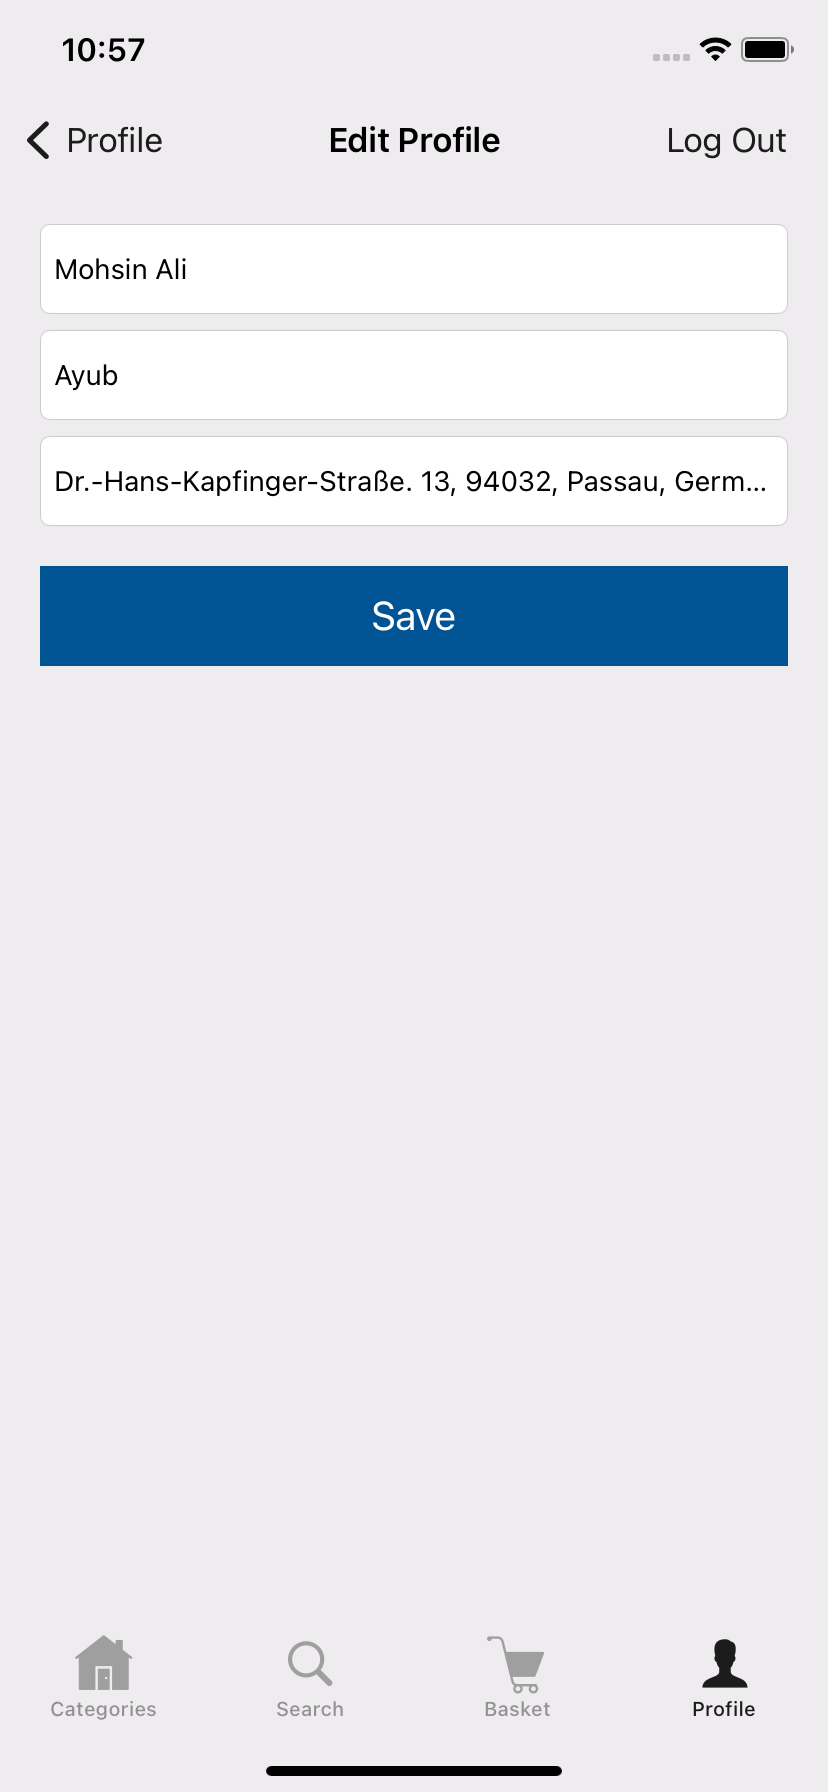 10:57
Profile
Edit Profile
Log Out
Mohsin Ali
Ayub
Dr.-Hans-Kapfinger-Straße. 13, 94032, Passau, Germ...
Save
Categories
Search
Basket
Profile